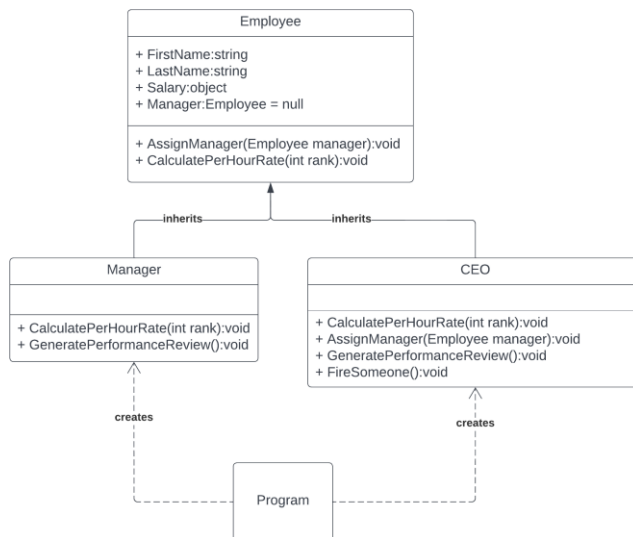 Employee
+ FirstName:string
+ LastName:string
+ Salary:object
+ Manager:Employee = null
+ AssignManager(Employee manager):void
+ CalculatePerHourRate(int rank):void
inherits
inherits
Manager
+ CalculatePerHourRate(int rank):void
+ GeneratePerformanceReview():void
CEO
+ CalculatePerHourRate(int rank):void
+ AssignManager(Employee manager):void
+ GeneratePerformanceReview():void
+ FireSomeone():void
creates
creates
Program